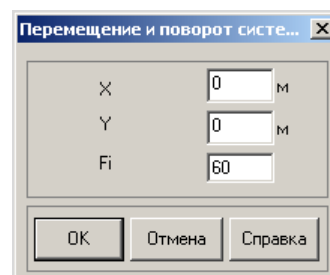 Перемещение и поворот систе...
X 0 м
Y 0 м
Fi 60
OK Отмена Справка